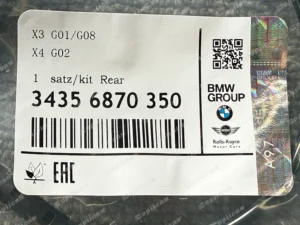 X3 G01/G08
X4 G02
1 satz/kit Rear
3435 6870 350
BMW
GROUP
Rolls-Royce
Motor Cars
EAC